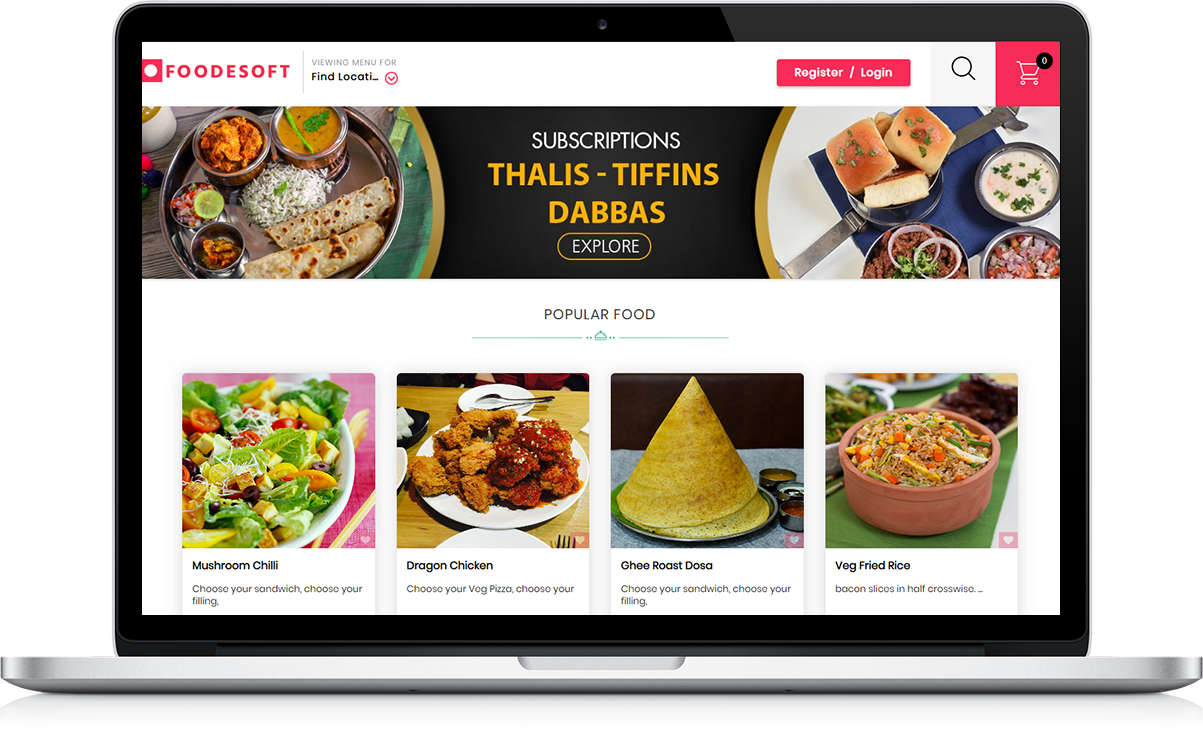 FOODESOFT
VIEWING MENU FOR
Find Locati...
Register / Login
0
SUBSCRIPTIONS
THALIS - TIFFINS
DABBAS
EXPLORE
POPULAR FOOD
Mushroom Chilli
Choose your sandwich, choose your
filling,
Dragon Chicken
Choose your Veg Pizza, choose your
Ghee Roast Dosa
Choose your sandwich, choose your
filling,
Veg Fried Rice
bacon slices in half crosswise. ...